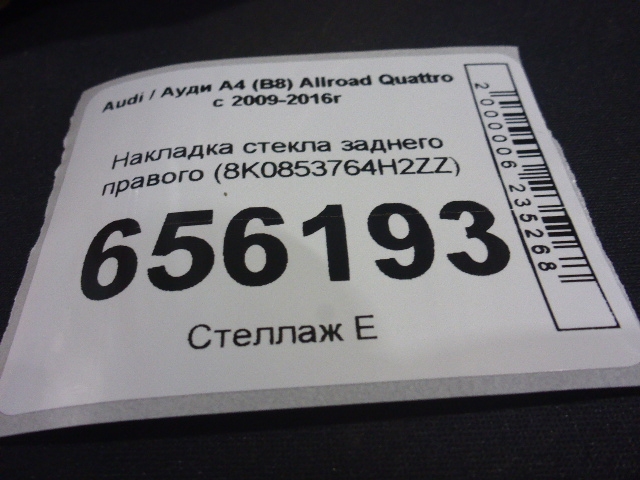 Audi / Ауди A4 (B8) Allroad Quattro
с 2009-2016г
Накладка стекла заднего
правого (8K0853764H2ZZ)
656193
Стеллаж Е
2000006235268